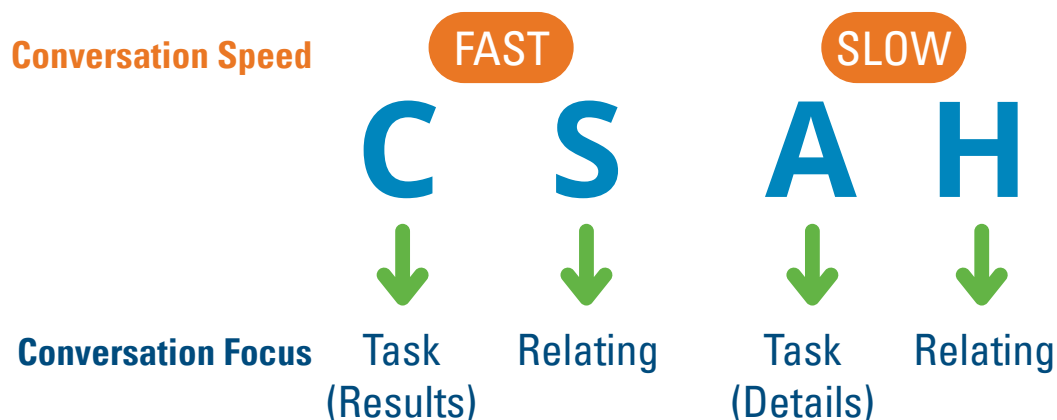 Conversation Speed FAST SLOW
C S A H
Conversation Focus Task Relating Task Relating
(Results) (Details)